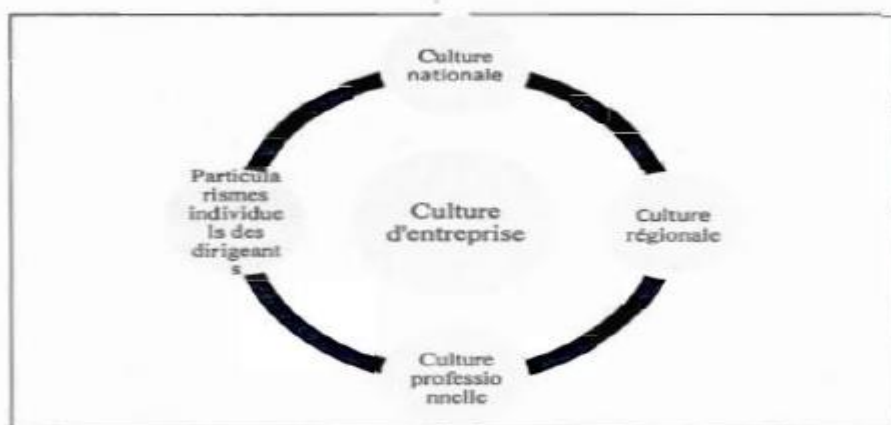 Culture
nationale
Particula
rismes
individue
ls des
dirigeant
s
Culture
d'entreprise
Culture
régionale
Culture
professio
nnelle